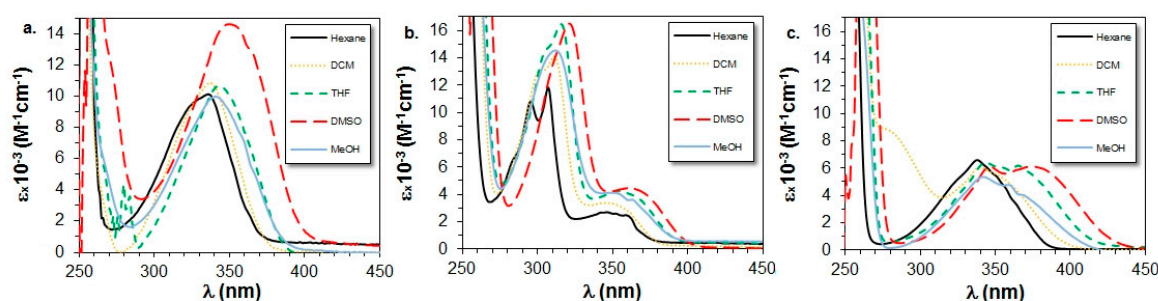 a.
ε x10⁻³ (M⁻¹cm⁻¹)
14
12
10
8
6
4
2
0
250 300 350 400 450
λ (nm)
Hexane
DCM
THF
DMSO
MeOH
b.
ε x10⁻³ (M⁻¹cm⁻¹)
16
14
12
10
8
6
4
2
0
250 300 350 400 450
λ (nm)
Hexane
DCM
THF
DMSO
MeOH
c.
ε x10⁻³ (M⁻¹cm⁻¹)
16
14
12
10
8
6
4
2
0
250 300 350 400 450
λ (nm)
Hexane
DCM
THF
DMSO
MeOH